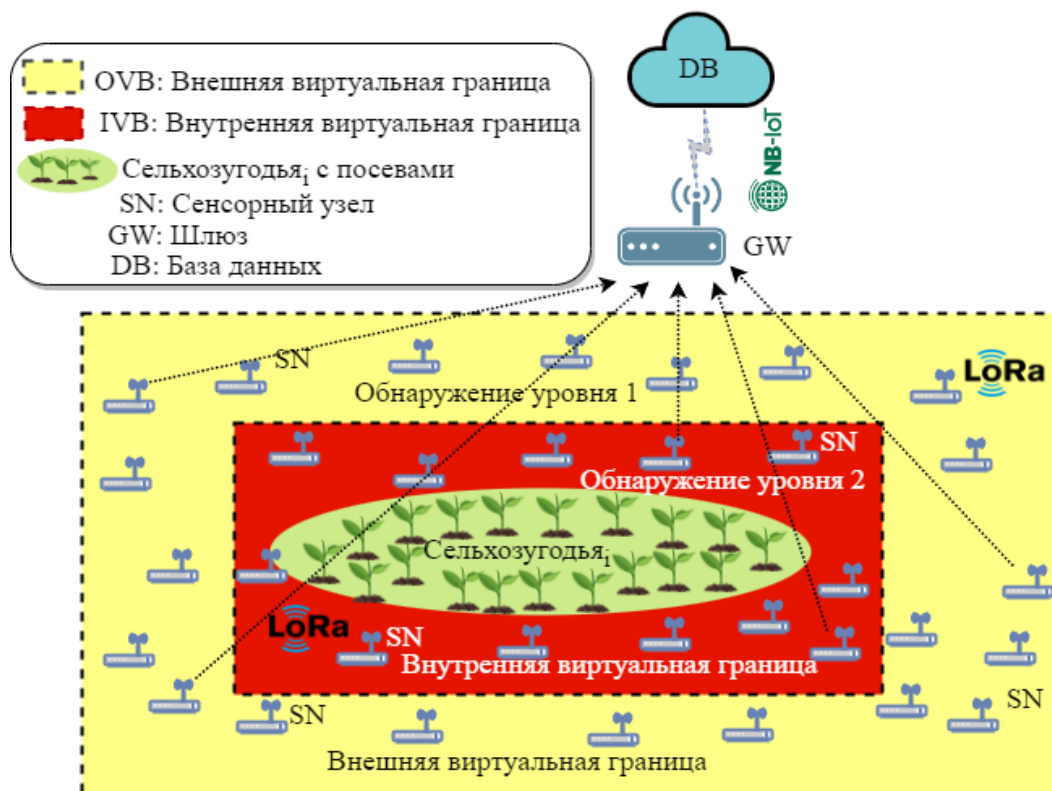 OVB: Внешняя виртуальная граница
IVB: Внутренняя виртуальная граница
Сельхозугодьяi с посевами
SN: Сенсорный узел
GW: Шлюз
DB: База данных
DB
NB-IoT
GW
SN
LoRa
Обнаружение уровня 1
SN
Обнаружение уровня 2
Сельхозугодьяi
LoRa
SN
Внутренняя виртуальная граница
SN
SN
Внешняя виртуальная граница